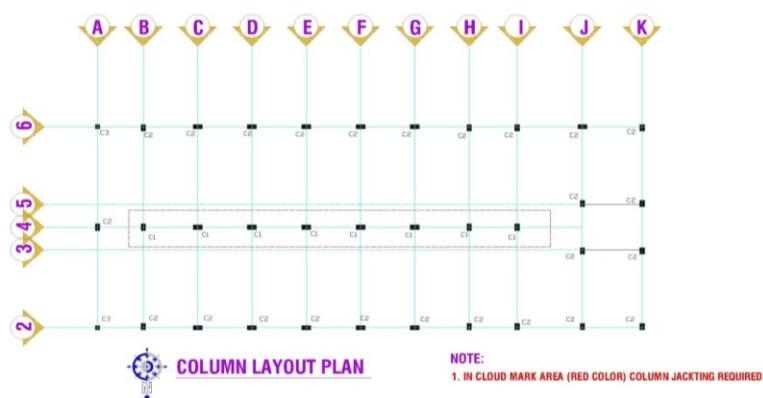 A B C D E F G H I J K
6
C3 C2 C2 C2 C2 C2 C2 C2 C2 C2 C2
5
C2 C2
4
C2 C1 C1 C1 C1 C1 C1 C1 C1
3
C2 C2
C3 C2 C2 C2 C2 C2 C2 C2 C2 C2 C2
2
N
COLUMN LAYOUT PLAN
NOTE:
1. IN CLOUD MARK AREA (RED COLOR) COLUMN JACKTING REQUIRED